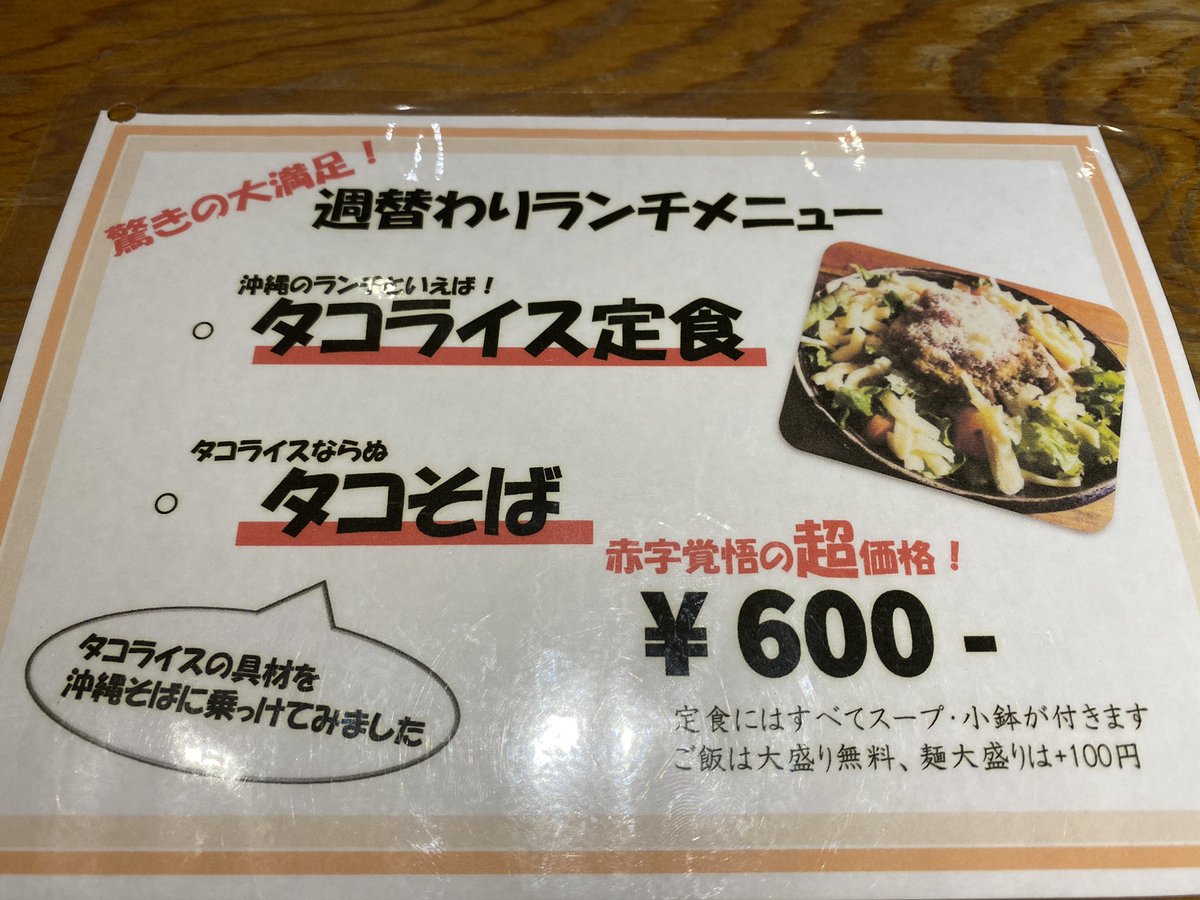 驚きの大満足！
週替わりランチメニュー
沖縄のランチといえば！
○ タコライス定食
タコライスならぬ
○ タコそば
赤字覚悟の超価格！
¥600-
タコライスの具材を
沖縄そばに乗っけてみました
定食にはすべてスープ・小鉢が付きます
ご飯は大盛り無料、麺大盛りは+100円